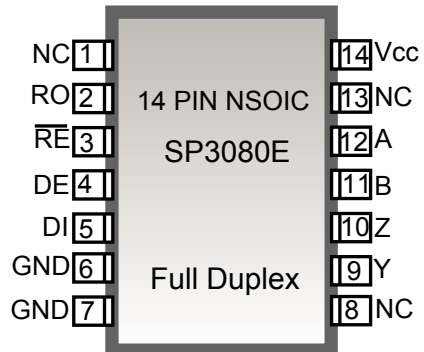 NC 1
RO 2
R̅E̅ 3
DE 4
DI 5
GND 6
GND 7
14 PIN NSOIC
SP3080E
Full Duplex
14 Vcc
13 NC
12 A
11 B
10 Z
9 Y
8 NC